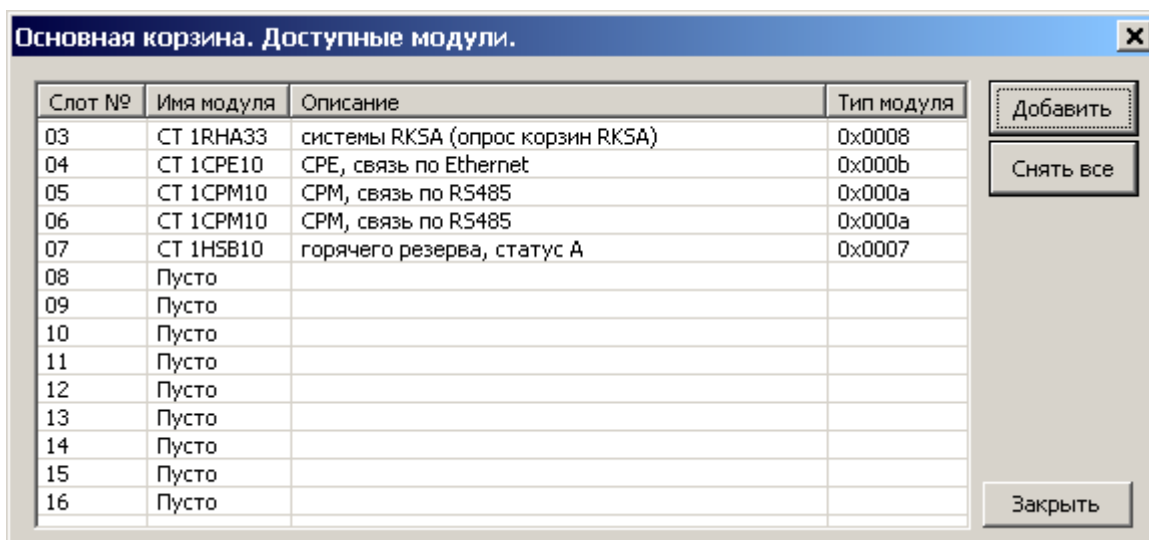 Основная корзина. Доступные модули.
Слот № Имя модуля Описание Тип модуля
03 CT 1RHA33 системы RKSA (опрос корзин RKSA) 0x0008
04 CT 1CPE10 CPE, связь по Ethernet 0x000b
05 CT 1CPM10 CPM, связь по RS485 0x000a
06 CT 1CPM10 CPM, связь по RS485 0x000a
07 CT 1HSB10 горячего резерва, статус A 0x0007
08 Пусто
09 Пусто
10 Пусто
11 Пусто
12 Пусто
13 Пусто
14 Пусто
15 Пусто
16 Пусто
Добавить
Снять все
Закрыть